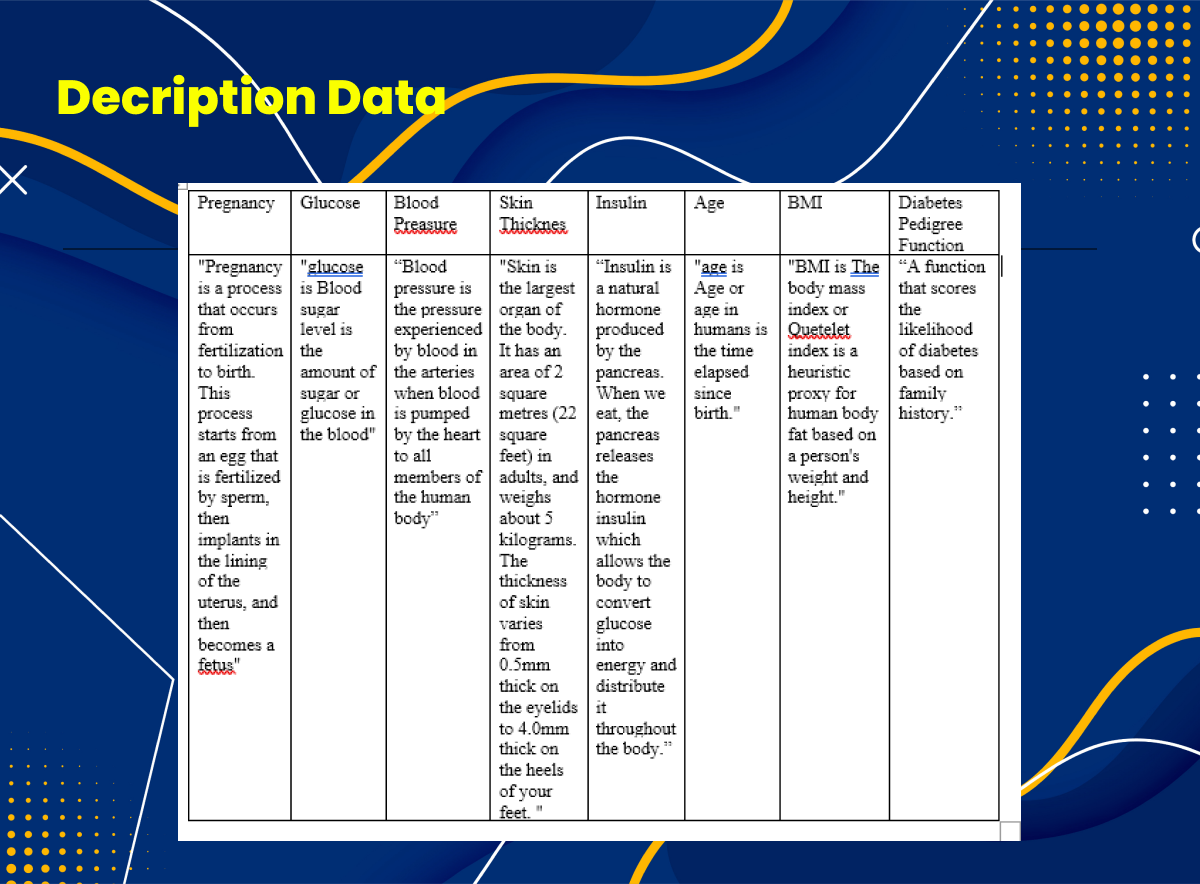 Decription Data
Pregnancy
Glucose
Blood
Preasure
Skin
Thicknes
Insulin
Age
BMI
Diabetes
Pedigree
Function
"Pregnancy
is a process
that occurs
from
fertilization
to birth.
This
process
starts from
an egg that
is fertilized
by sperm,
then
implants in
the lining
of the
uterus, and
then
becomes a
fetus"
"glucose
is Blood
sugar
level is
the
amount of
sugar or
glucose in
the blood"
“Blood
pressure is
the pressure
experienced
by blood in
the arteries
when blood
is pumped
by the heart
to all
members of
the human
body”
"Skin is
the largest
organ of
the body.
It has an
area of 2
square
metres (22
square
feet) in
adults, and
weighs
about 5
kilograms.
The
thickness
of skin
varies
from
0.5mm
thick on
the eyelids
to 4.0mm
thick on
the heels
of your
feet. "
“Insulin is
a natural
hormone
produced
by the
pancreas.
When we
eat, the
pancreas
releases
the
hormone
insulin
which
allows the
body to
convert
glucose
into
energy and
distribute
it
throughout
the body.”
"age is
Age or
age in
humans is
the time
elapsed
since
birth."
"BMI is The
body mass
index or
Quetelet
index is a
heuristic
proxy for
human body
fat based on
a person's
weight and
height."
“A function
that scores
the
likelihood
of diabetes
based on
family
history.”